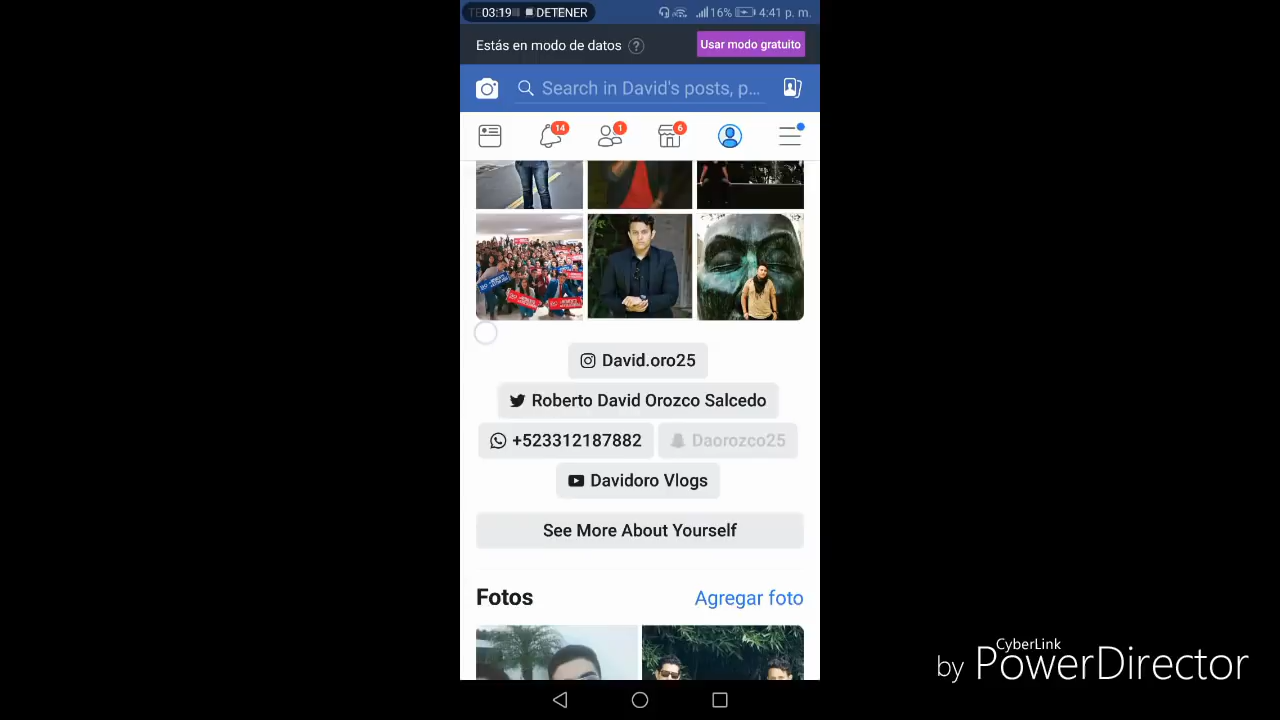 03:19 DETENER 16% 4:41 p. m.
Estás en modo de datos ? Usar modo gratuito
Search in David's posts, p...
14 1 6
David.oro25
Roberto David Orozco Salcedo
+523312187882 Daorozco25
Davidoro Vlogs
See More About Yourself
Fotos Agregar foto
CyberLink
by PowerDirector